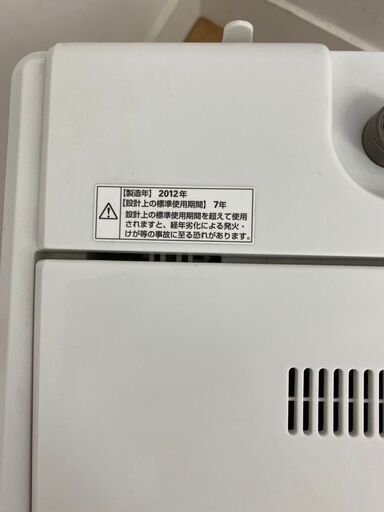 【製造年】 2012年
【設計上の標準使用期間】 7年
設計上の標準使用期間を超えて使用
されますと、経年劣化による発火・
けが等の事故に至る恐れがあります。